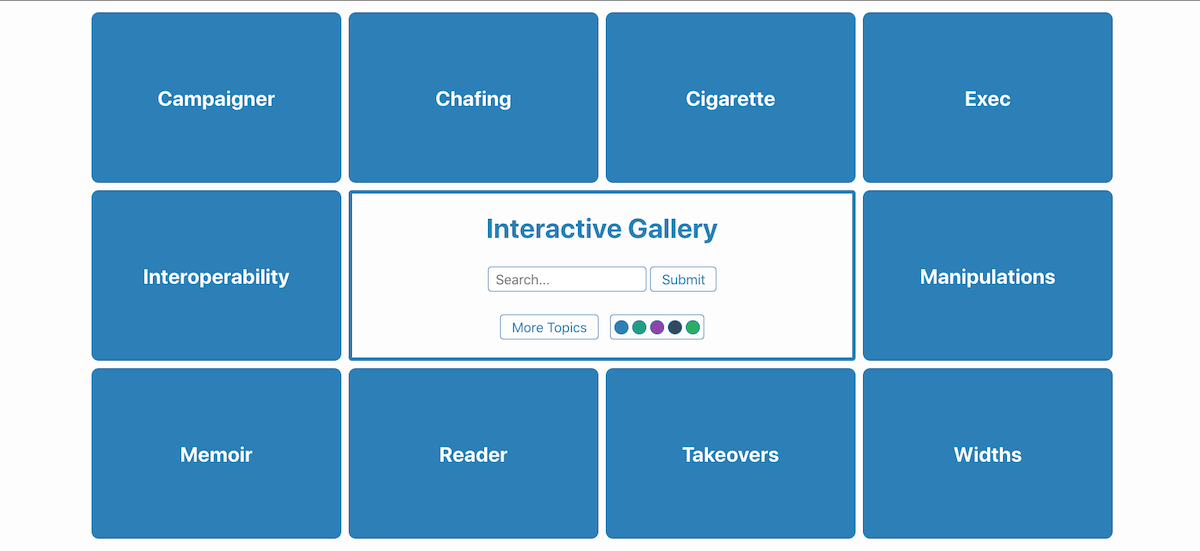 Campaigner
Chafing
Cigarette
Exec
Interoperability
Interactive Gallery
Search...
Submit
More Topics
Manipulations
Memoir
Reader
Takeovers
Widths